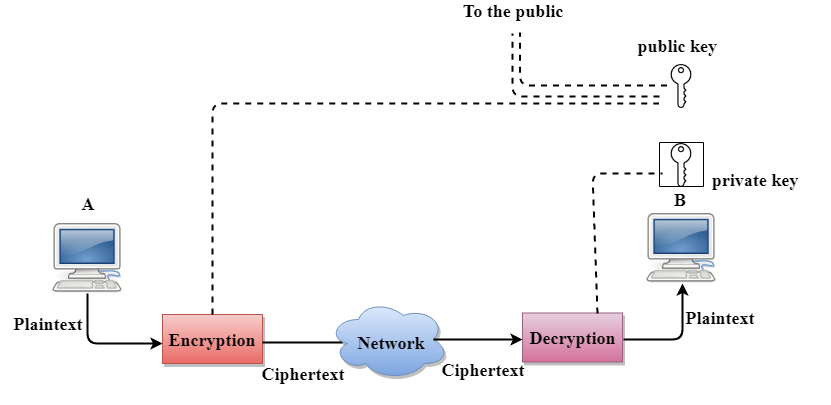 To the public
public key
private key
A
B
Plaintext
Encryption
Ciphertext
Network
Ciphertext
Decryption
Plaintext